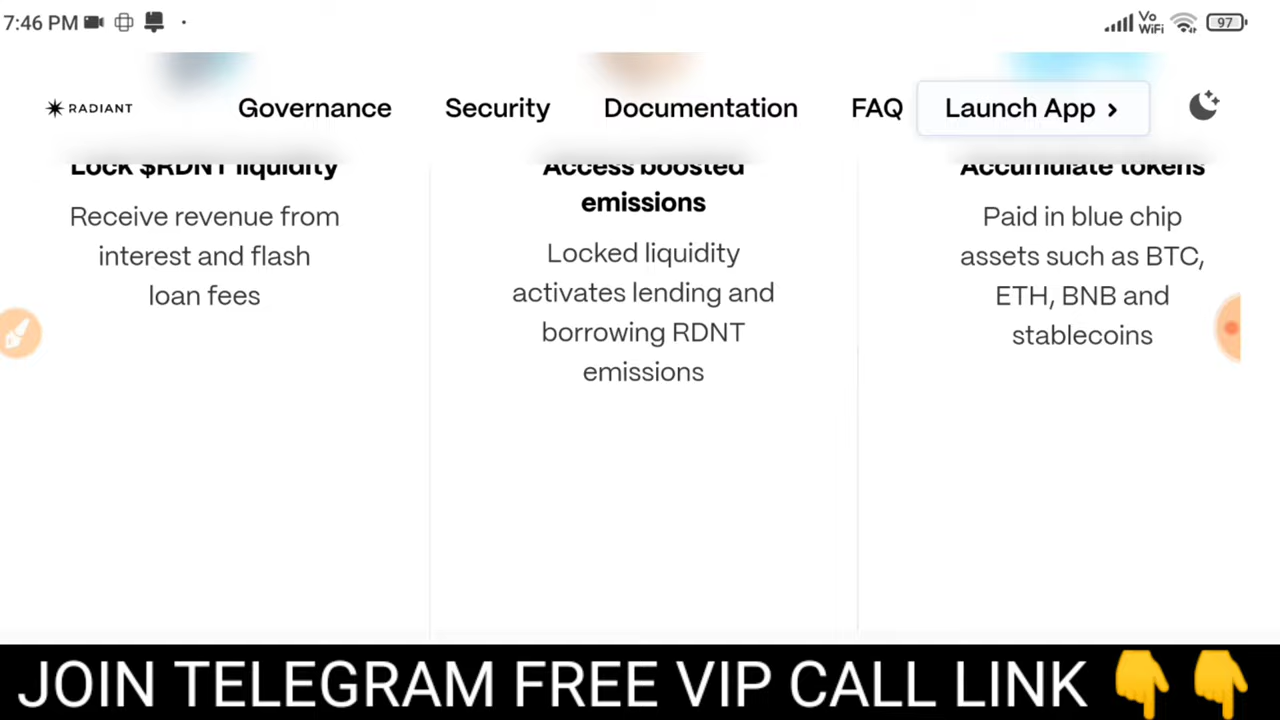 7:46 PM
Vo
WiFi
97
RADIANT
Governance
Security
Documentation
FAQ
Launch App
Lock $RDNT liquidity
Receive revenue from
interest and flash
loan fees
Access boosted
emissions
Locked liquidity
activates lending and
borrowing RDNT
emissions
Accumulate tokens
Paid in blue chip
assets such as BTC,
ETH, BNB and
stablecoins
JOIN TELEGRAM FREE VIP CALL LINK 👇👇